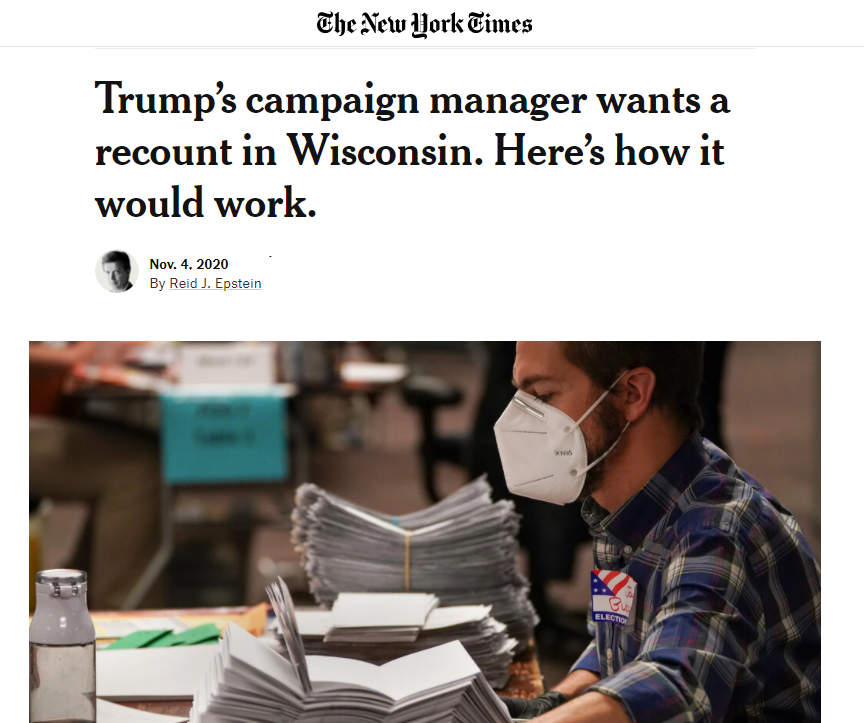 The New York Times
Trump’s campaign manager wants a
recount in Wisconsin. Here’s how it
would work.
Nov. 4, 2020
By Reid J. Epstein
KN95
ELECTION